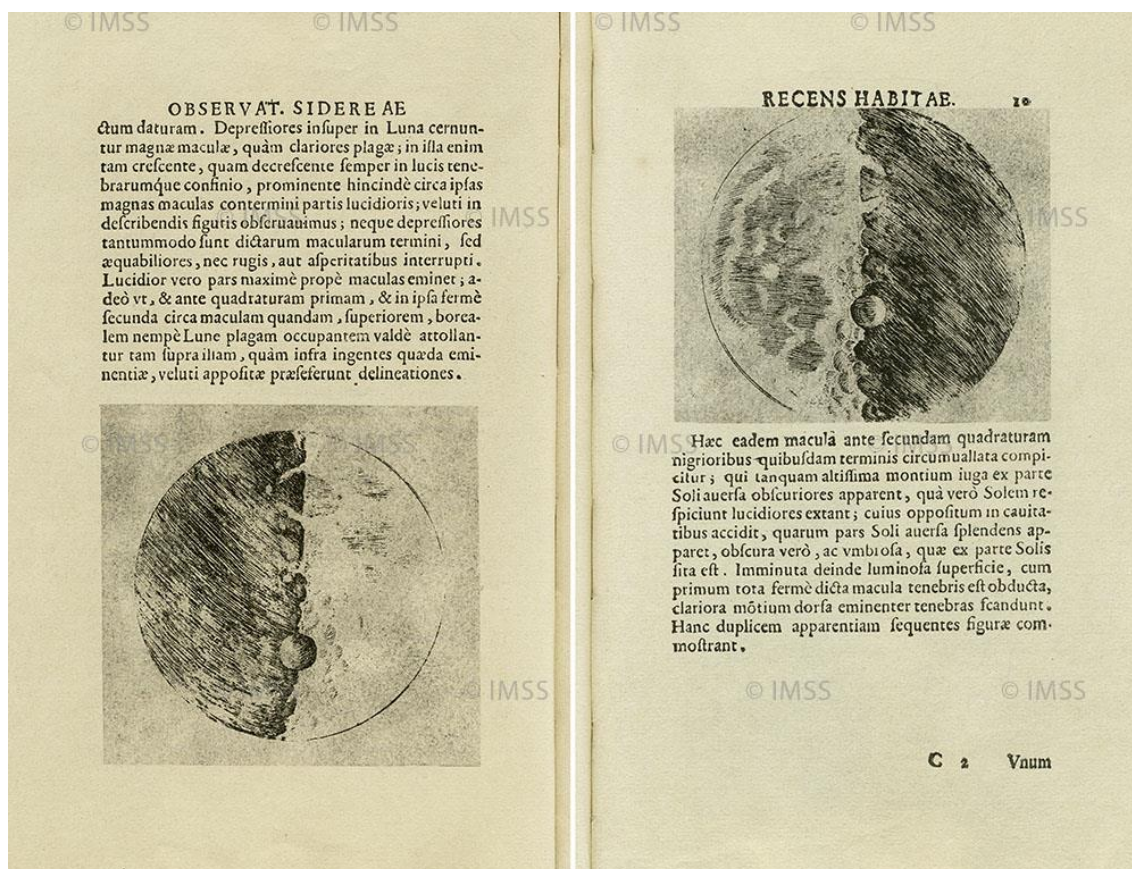 © IMSS © IMSS © IMSS © IMSS
OBSERVAT. SIDEREAE
ctum daturam. Depreſſiores inſuper in Luna cernun-
tur magnæ maculæ, quàm clariores plagæ; in illa enim
tam creſcente, quam decreſcente ſemper in lucis tene-
brarumq́ue confinio, prominente hincindè circa ipſas
magnas maculas contermini partis lucidioris; veluti in
deſcribendis figuris obſeruauimus; neque depreſſiores
tantummodo ſunt dictarum macularum termini, ſed
æquabiliores, nec rugis, aut aſperitatibus interrupti.
Lucidior vero pars maximè propè maculas eminet; a-
deò vt, & ante quadraturam primam, & in ipſa fermè
ſecunda circa maculam quandam, ſuperiorem, borea-
lem nempè Lune plagam occupantem valdè attollan-
tur tam ſupra illam, quàm infra ingentes quæda emi-
nentiæ, veluti appoſitæ præſeferunt delineationes.
© IMSS © IMSS
© IMSS
RECENS HABITAE. 10
© IMSS
Hæc eadem macula ante ſecundam quadraturam
nigrioribus quibuſdam terminis circumuallata compi-
citur; qui tanquam altiſſima montium iuga ex parte
Soli auerſa obſcuriores apparent, quà verò Solem re-
ſpiciunt lucidiores extant; cuius oppoſitum in cauita-
tibus accidit, quarum pars Soli auerſa ſplendens ap-
paret, obſcura verò, ac vmbroſa, quæ ex parte Solis
ſita eſt. Imminuta deinde luminoſa ſuperficie, cum
primum tota fermè dicta macula tenebris eſt obducta,
clariora mõtium dorſa eminenter tenebras ſcandunt.
Hanc duplicem apparentiam ſequentes figuræ com-
moſtrant.
© IMSS © IMSS
C 2 Vnum